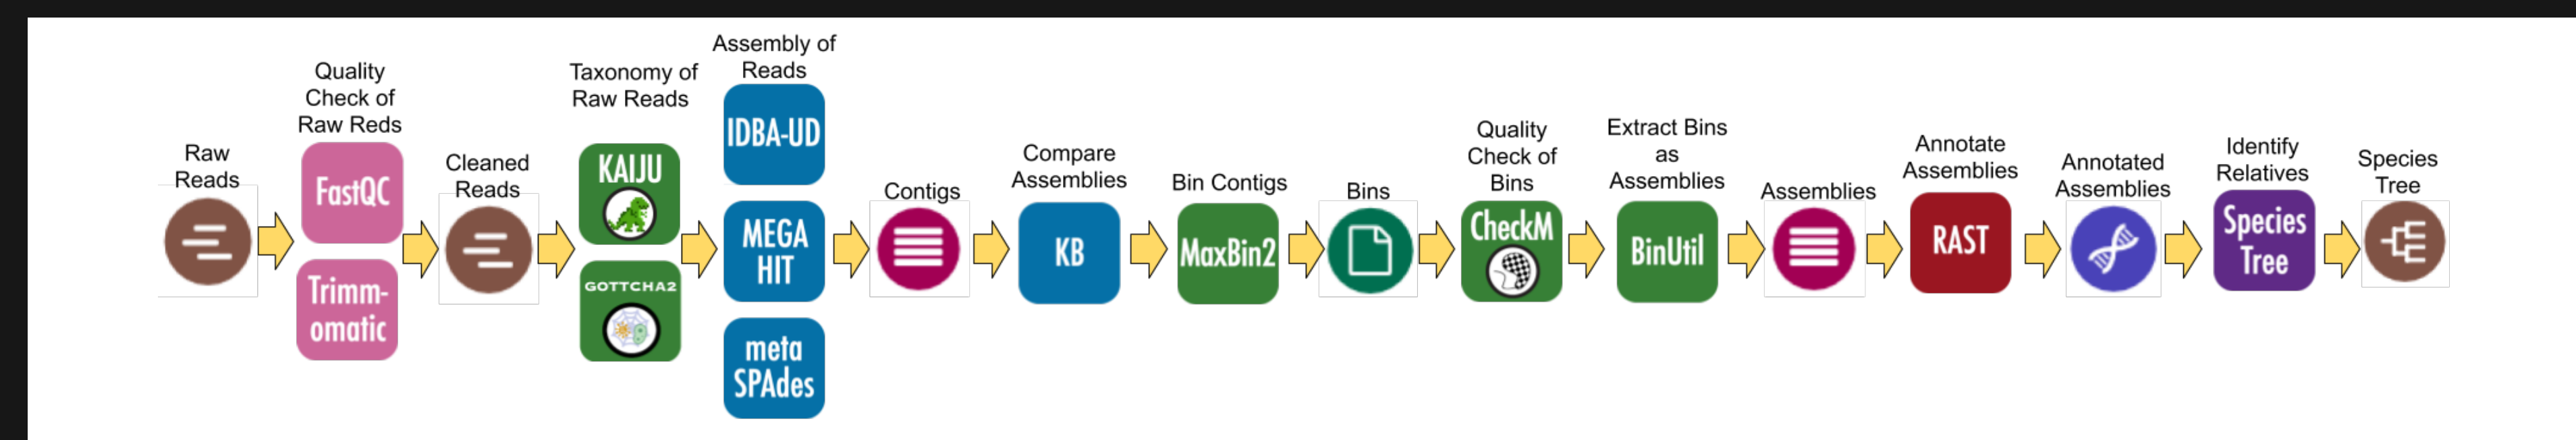 Raw
Reads
Quality
Check of
Raw Reds
FastQC
Trimm-
omatic
Cleaned
Reads
Taxonomy of
Raw Reads
KAIJU
GOTTCHA2
Assembly of
Reads
IDBA-UD
MEGA
HIT
meta
SPAdes
Contigs
Compare
Assemblies
KB
Bin Contigs
MaxBin2
Bins
Quality
Check of
Bins
CheckM
Extract Bins
as
Assemblies
BinUtil
Assemblies
Annotate
Assemblies
RAST
Annotated
Assemblies
Identify
Relatives
Species
Tree
Species
Tree